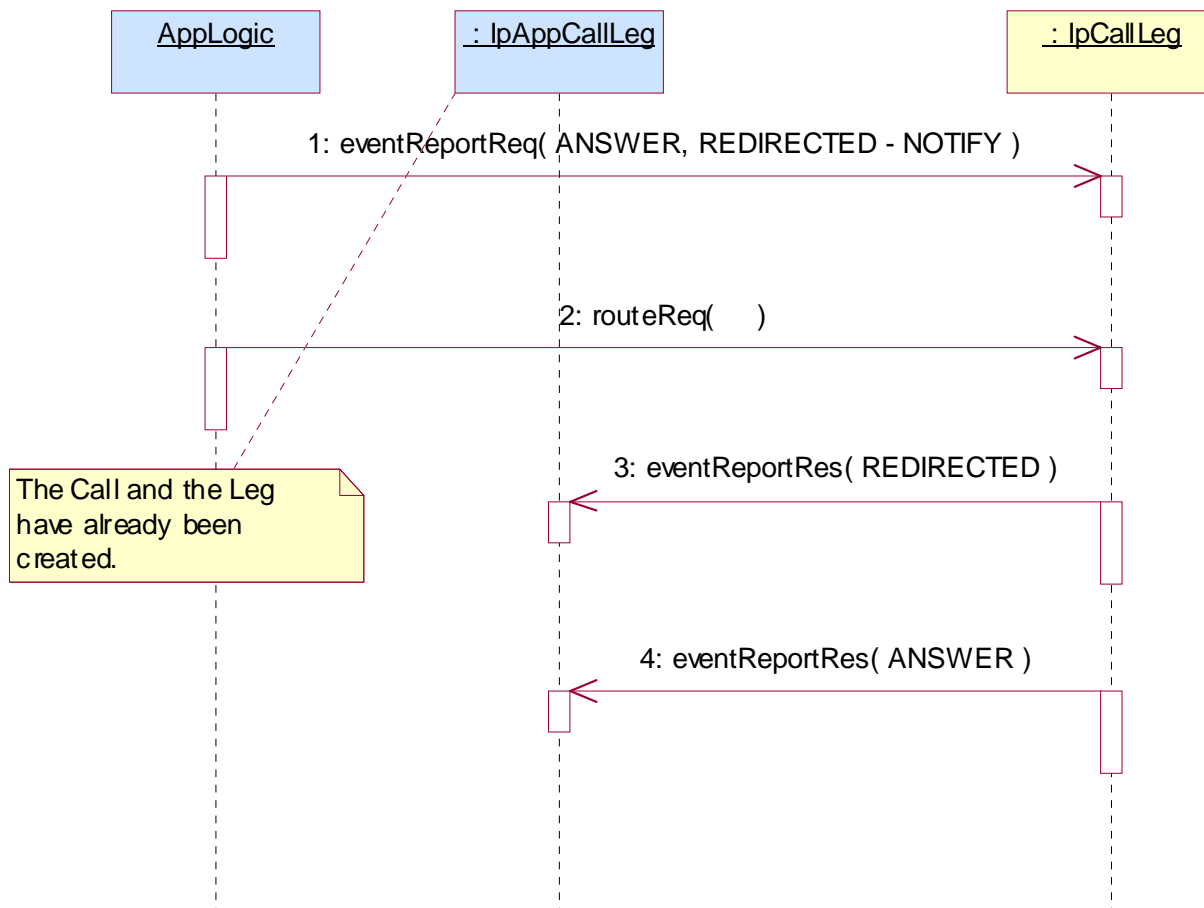 AppLogic
: IpAppCallLeg
: IpCallLeg
1: eventReportReq( ANSWER, REDIRECTED - NOTIFY )
2: routeReq( )
3: eventReportRes( REDIRECTED )
The Call and the Leg
have already been
created.
4: eventReportRes( ANSWER )